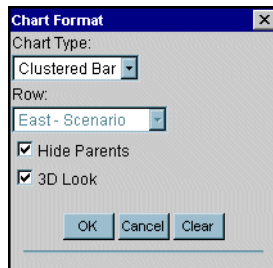 Chart Format
Chart Type:
Clustered Bar
Row:
East - Scenario
Hide Parents
3D Look
OK Cancel Clear